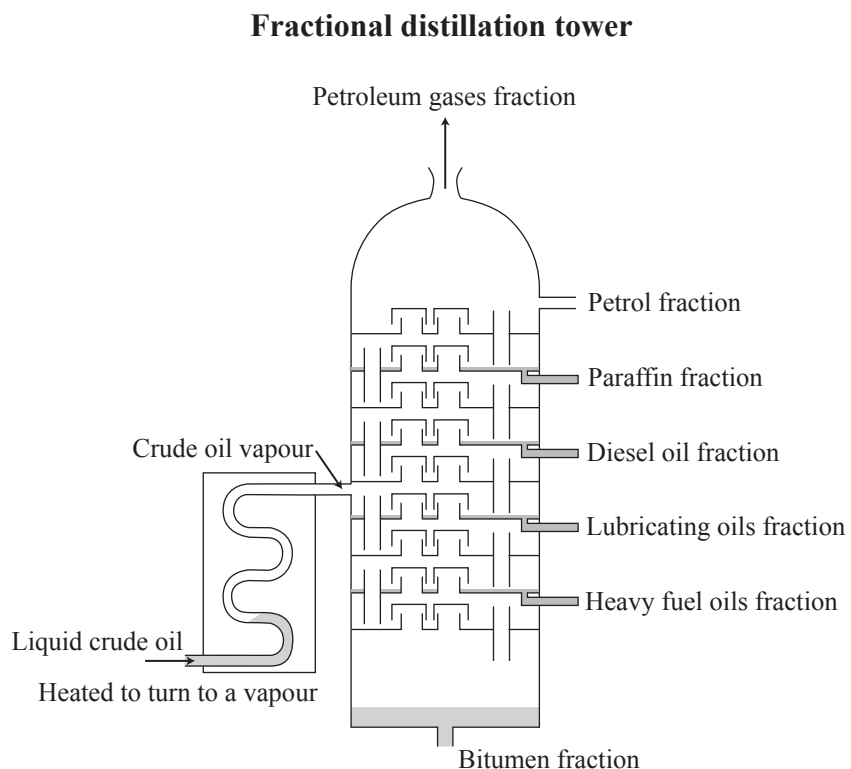 Fractional distillation tower
Petroleum gases fraction
Petrol fraction
Paraffin fraction
Crude oil vapour
Diesel oil fraction
Lubricating oils fraction
Heavy fuel oils fraction
Liquid crude oil
Heated to turn to a vapour
Bitumen fraction